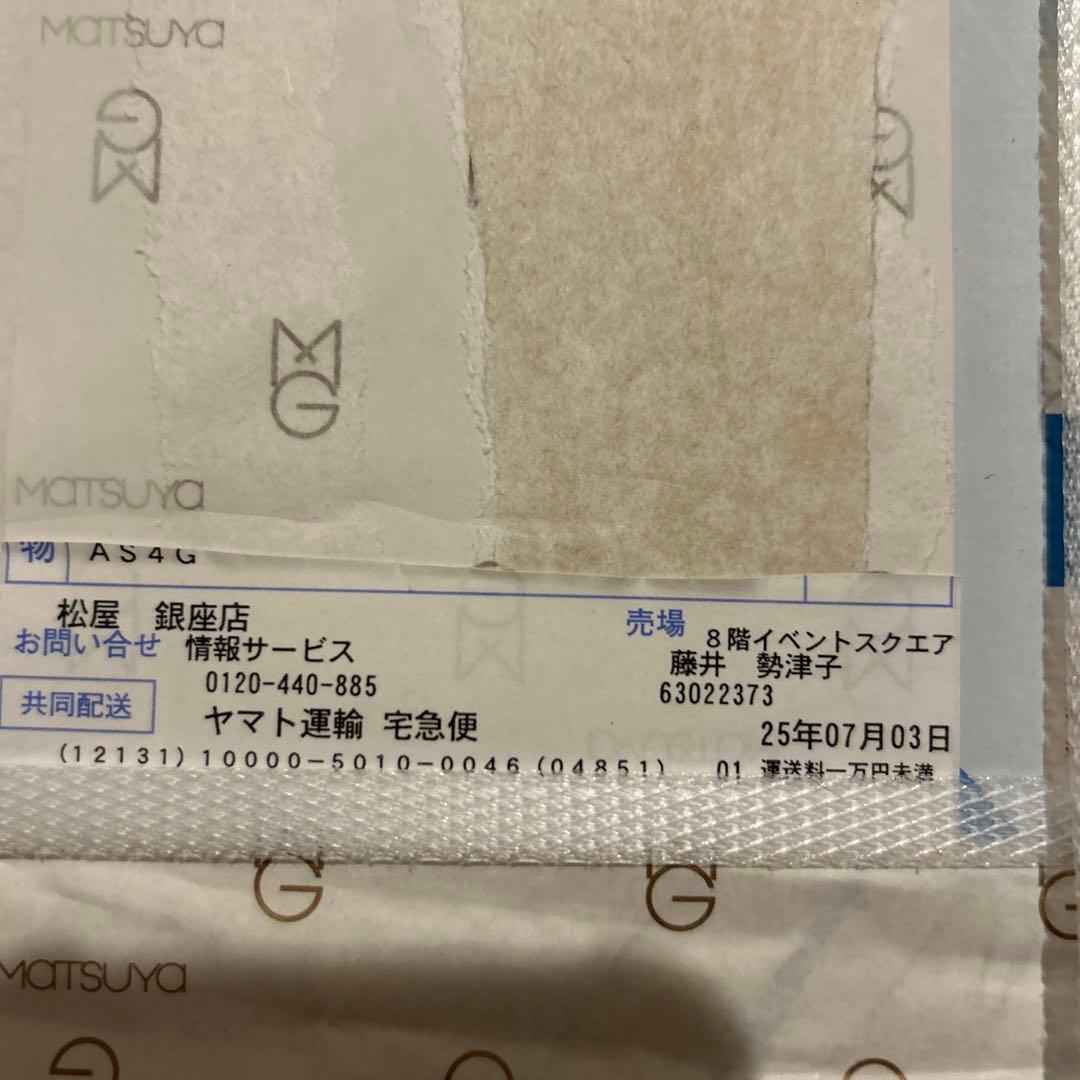 MATSUYA
MG
MG
MG
MATSUYA
物 AS4G
松屋 銀座店
売場 8階イベントスクエア
お問い合せ 情報サービス
藤井 勢津子
0120-440-885
63022373
共同配送
ヤマト運輸 宅急便
25年07月03日
(12131)10000-5010-0046(04851) 01 運送料一万円未満
G
G
G
MATSUYA